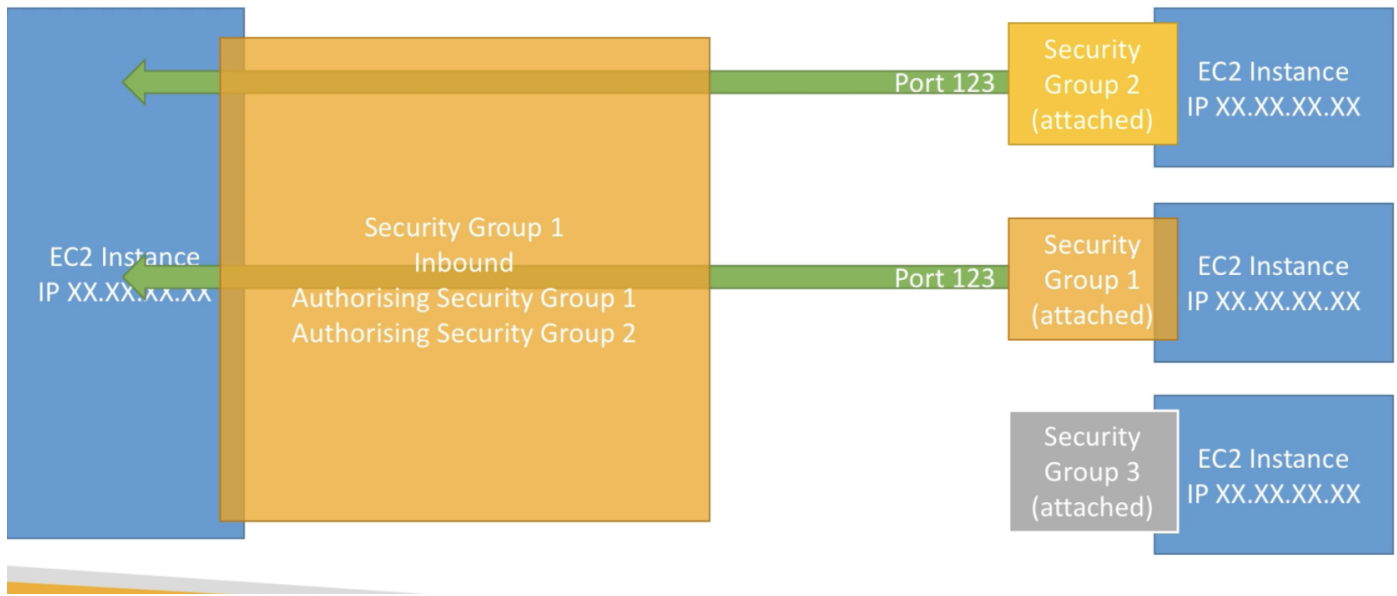 EC2 Instance
IP XX.XX.XX.XX
Security Group 1
Inbound
Authorising Security Group 1
Authorising Security Group 2
Port 123
Security
Group 2
(attached)
EC2 Instance
IP XX.XX.XX.XX
Port 123
Security
Group 1
(attached)
EC2 Instance
IP XX.XX.XX.XX
Security
Group 3
(attached)
EC2 Instance
IP XX.XX.XX.XX